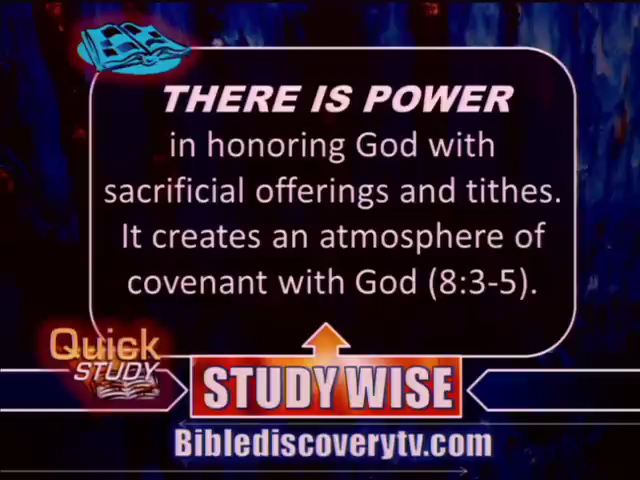 THERE IS POWER
in honoring God with
sacrificial offerings and tithes.
It creates an atmosphere of
covenant with God (8:3-5).
Quick
STUDY
STUDY WISE
Biblediscoverytv.com